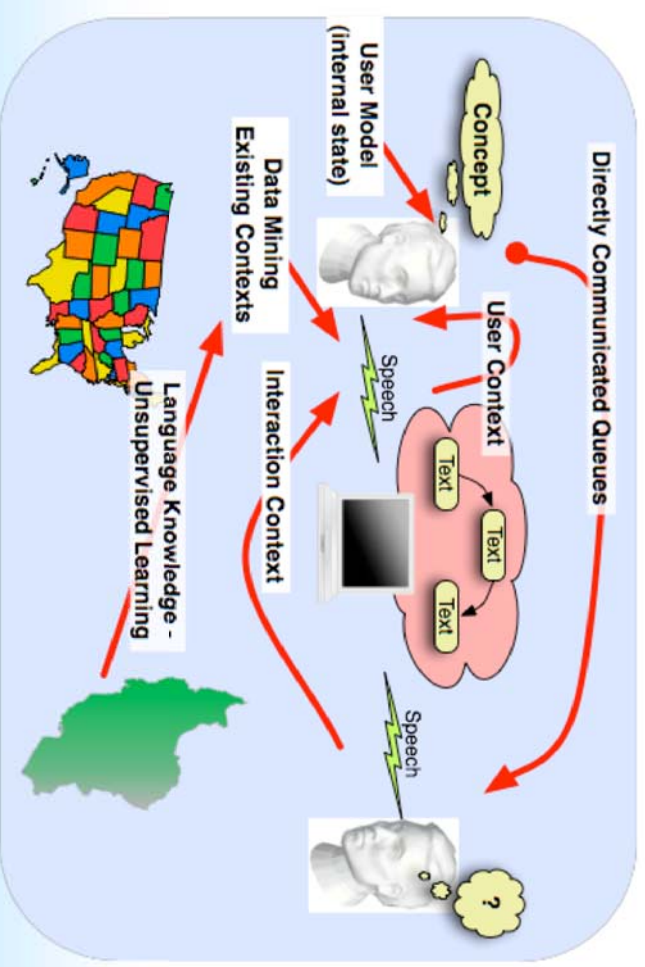 Directly Communicated Queues
Concept
User Context
Text
Text
Text
User Model
(internal state)
Speech
Speech
?
Data Mining
Existing Contexts
Interaction Context
Language Knowledge -
Unsupervised Learning